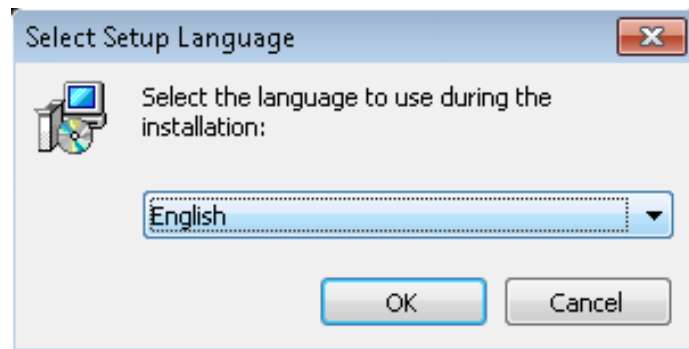 Select Setup Language
Select the language to use during the
installation:
English
OK
Cancel